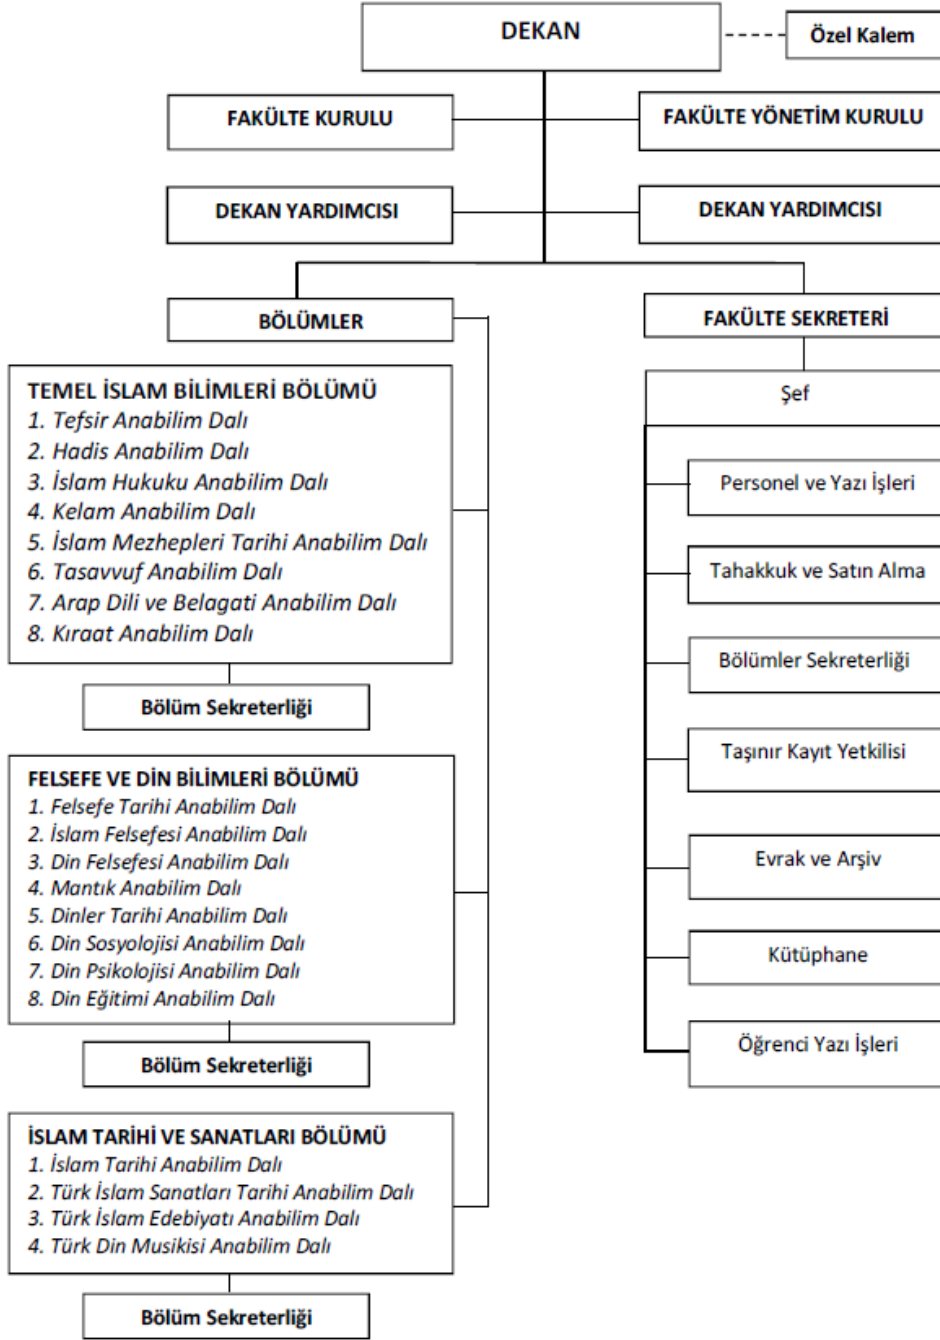 DEKAN
Özel Kalem
FAKÜLTE KURULU
FAKÜLTE YÖNETİM KURULU
DEKAN YARDIMCISI
DEKAN YARDIMCISI
BÖLÜMLER
FAKÜLTE SEKRETERİ
TEMEL İSLAM BİLİMLERİ BÖLÜMÜ
1. Tefsir Anabilim Dalı
2. Hadis Anabilim Dalı
3. İslam Hukuku Anabilim Dalı
4. Kelam Anabilim Dalı
5. İslam Mezhepleri Tarihi Anabilim Dalı
6. Tasavvuf Anabilim Dalı
7. Arap Dili ve Belagati Anabilim Dalı
8. Kıraat Anabilim Dalı
Bölüm Sekreterliği
FELSEFE VE DİN BİLİMLERİ BÖLÜMÜ
1. Felsefe Tarihi Anabilim Dalı
2. İslam Felsefesi Anabilim Dalı
3. Din Felsefesi Anabilim Dalı
4. Mantık Anabilim Dalı
5. Dinler Tarihi Anabilim Dalı
6. Din Sosyolojisi Anabilim Dalı
7. Din Psikolojisi Anabilim Dalı
8. Din Eğitimi Anabilim Dalı
Bölüm Sekreterliği
İSLAM TARİHİ VE SANATLARI BÖLÜMÜ
1. İslam Tarihi Anabilim Dalı
2. Türk İslam Sanatları Tarihi Anabilim Dalı
3. Türk İslam Edebiyatı Anabilim Dalı
4. Türk Din Musikisi Anabilim Dalı
Bölüm Sekreterliği
Şef
Personel ve Yazı İşleri
Tahakkuk ve Satın Alma
Bölümler Sekreterliği
Taşınır Kayıt Yetkilisi
Evrak ve Arşiv
Kütüphane
Öğrenci Yazı İşleri